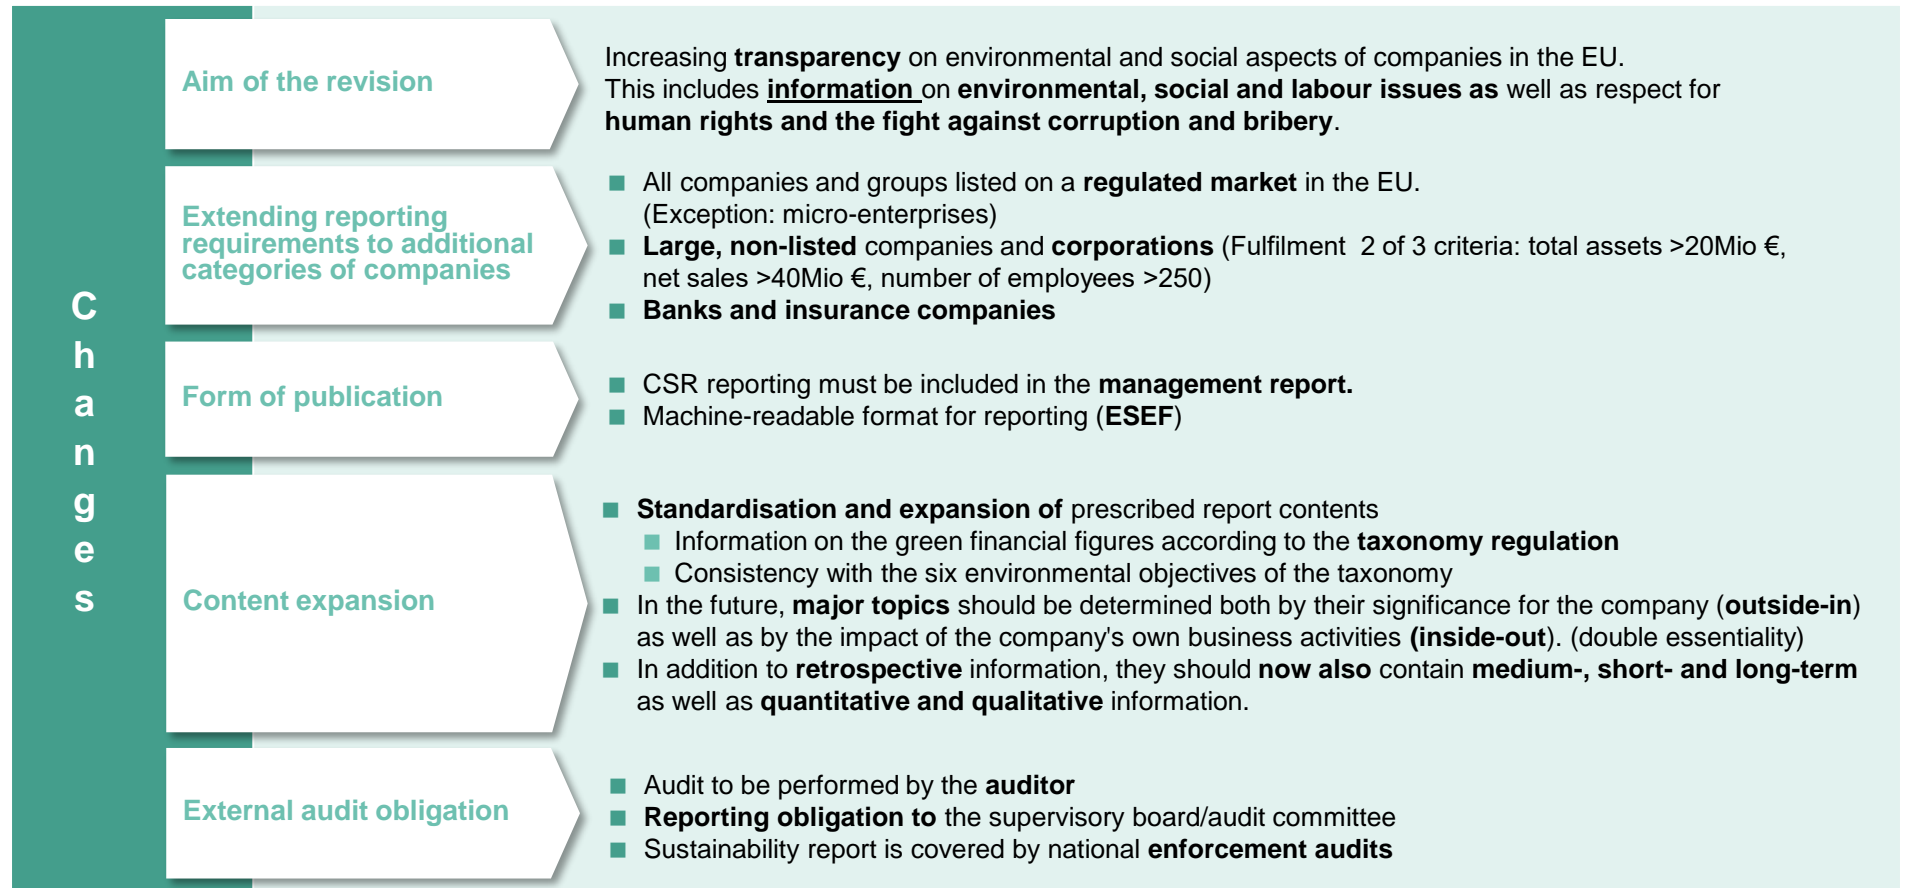 Changes
Aim of the revision
Increasing transparency on environmental and social aspects of companies in the EU.
This includes information on environmental, social and labour issues as well as respect for
human rights and the fight against corruption and bribery.
Extending reporting
requirements to additional
categories of companies
All companies and groups listed on a regulated market in the EU.
(Exception: micro-enterprises)
Large, non-listed companies and corporations (Fulfilment 2 of 3 criteria: total assets >20Mio €,
net sales >40Mio €, number of employees >250)
Banks and insurance companies
Form of publication
CSR reporting must be included in the management report.
Machine-readable format for reporting (ESEF)
Content expansion
Standardisation and expansion of prescribed report contents
Information on the green financial figures according to the taxonomy regulation
Consistency with the six environmental objectives of the taxonomy
In the future, major topics should be determined both by their significance for the company (outside-in)
as well as by the impact of the company's own business activities (inside-out). (double essentiality)
In addition to retrospective information, they should now also contain medium-, short- and long-term
as well as quantitative and qualitative information.
External audit obligation
Audit to be performed by the auditor
Reporting obligation to the supervisory board/audit committee
Sustainability report is covered by national enforcement audits